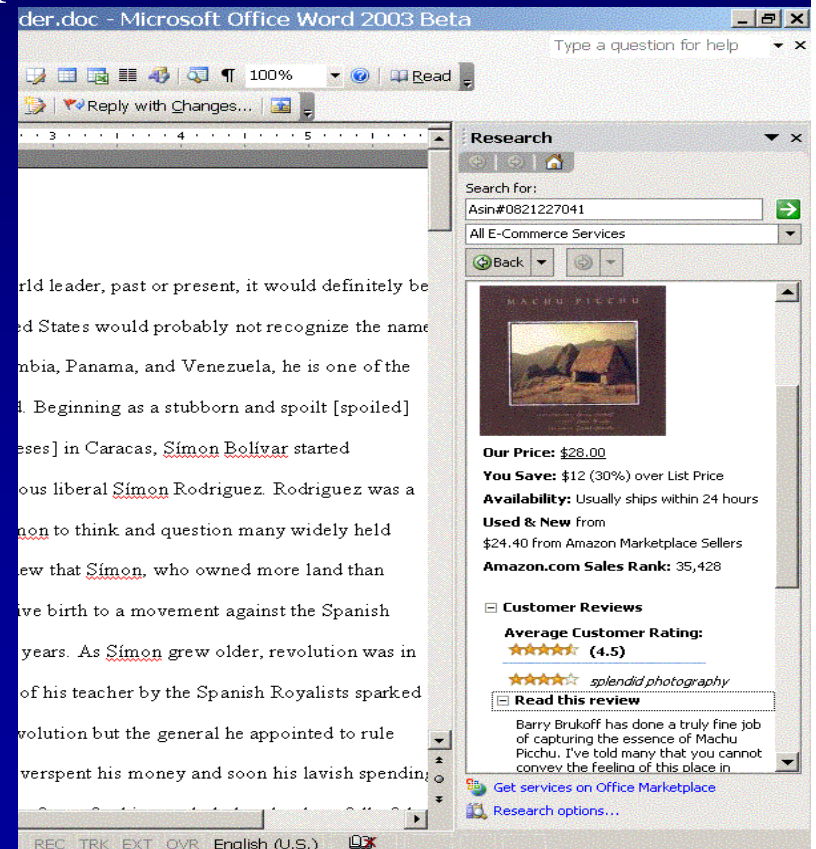 der.doc - Microsoft Office Word 2003 Beta
Type a question for help
100%
Read
Reply with Changes...
3 4 5
Research
Search for:
Asin#0821227041
All E-Commerce Services
Back
rld leader, past or present, it would definitely be
ed States would probably not recognize the name
mbia, Panama, and Venezuela, he is one of the
d. Beginning as a stubborn and spoilt [spoiled]
eses] in Caracas, Símon Bolívar started
ous liberal Símon Rodriguez. Rodriguez was a
mon to think and question many widely held
ew that Símon, who owned more land than
ive birth to a movement against the Spanish
years. As Símon grew older, revolution was in
of his teacher by the Spanish Royalists sparked
volution but the general he appointed to rule
verspent his money and soon his lavish spending
MACHU PICCHU
Our Price: $28.00
You Save: $12 (30%) over List Price
Availability: Usually ships within 24 hours
Used & New from
$24.40 from Amazon Marketplace Sellers
Amazon.com Sales Rank: 35,428
Customer Reviews
Average Customer Rating:
(4.5)
splendid photography
Read this review
Barry Brukoff has done a truly fine job
of capturing the essence of Machu
Picchu. I've told many that you cannot
convey the feeling of this place in
Get services on Office Marketplace
Research options...
REC TRK EXT OVR English (U.S.)